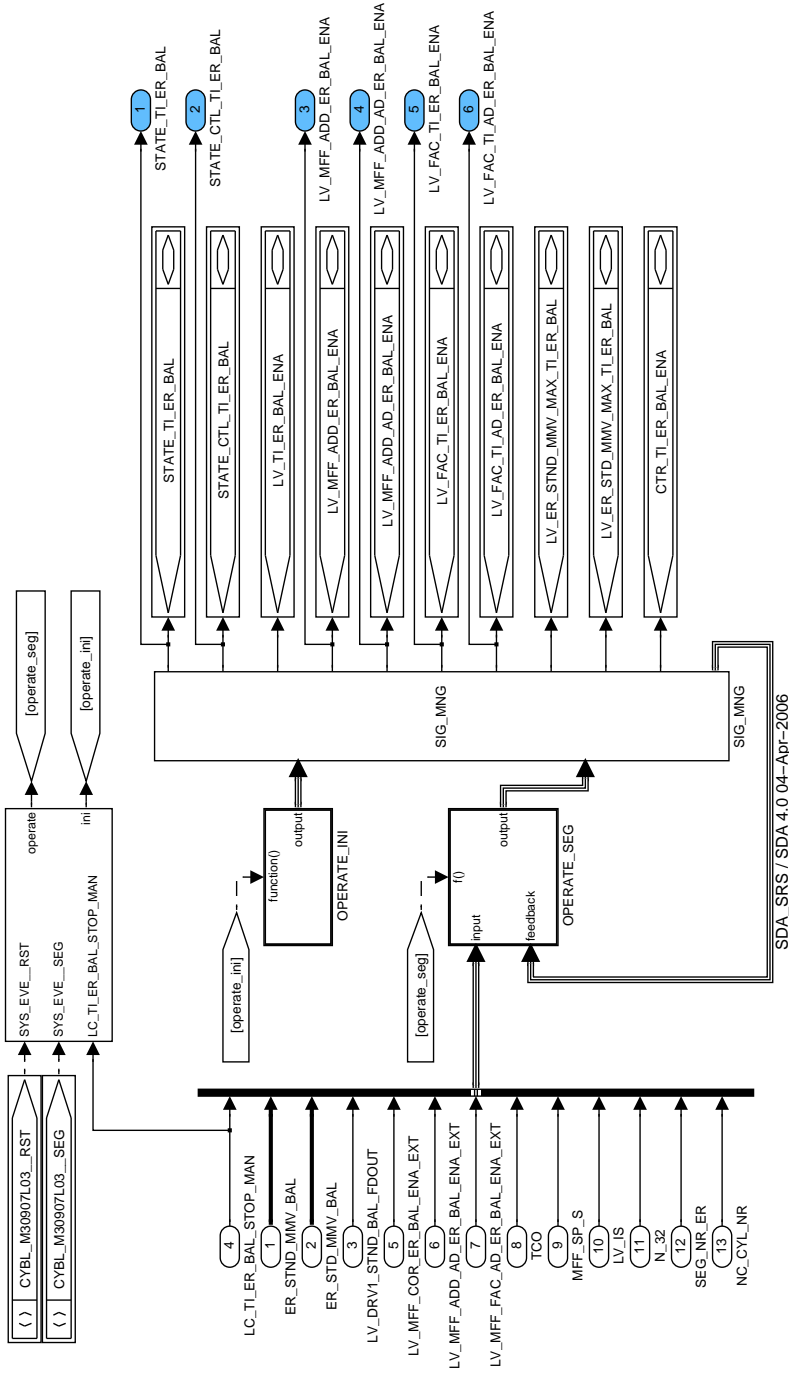 ⟨ ⟩ CYBL_M30907L03__RST
⟨ ⟩ CYBL_M30907L03__SEG
SYS_EVE__RST
SYS_EVE__SEG
LC_TI_ER_BAL_STOP_MAN
operate
ini
[operate_seg]
[operate_ini]
4
LC_TI_ER_BAL_STOP_MAN
1
ER_STND_MMV_BAL
2
ER_STD_MMV_BAL
3
LV_DRV1_STND_BAL_FDOUT
5
LV_MFF_COR_ER_BAL_ENA_EXT
6
LV_MFF_ADD_AD_ER_BAL_ENA_EXT
7
LV_MFF_FAC_AD_ER_BAL_ENA_EXT
8
TCO
9
MFF_SP_S
10
LV_IS
11
N_32
12
SEG_NR_ER
13
NC_CYL_NR
[operate_ini]
function()
output
OPERATE_INI
[operate_seg]
f()
input
feedback
output
OPERATE_SEG
SIG_MNG
SIG_MNG
STATE_TI_ER_BAL
STATE_CTL_TI_ER_BAL
LV_TI_ER_BAL_ENA
LV_MFF_ADD_ER_BAL_ENA
LV_MFF_ADD_AD_ER_BAL_ENA
LV_FAC_TI_ER_BAL_ENA
LV_FAC_TI_AD_ER_BAL_ENA
LV_ER_STND_MMV_MAX_TI_ER_BAL
LV_ER_STD_MMV_MAX_TI_ER_BAL
CTR_TI_ER_BAL_ENA
1
STATE_TI_ER_BAL
2
STATE_CTL_TI_ER_BAL
3
LV_MFF_ADD_ER_BAL_ENA
4
LV_MFF_ADD_AD_ER_BAL_ENA
5
LV_FAC_TI_ER_BAL_ENA
6
LV_FAC_TI_AD_ER_BAL_ENA
SDA_SRS / SDA 4.0 04–Apr–2006